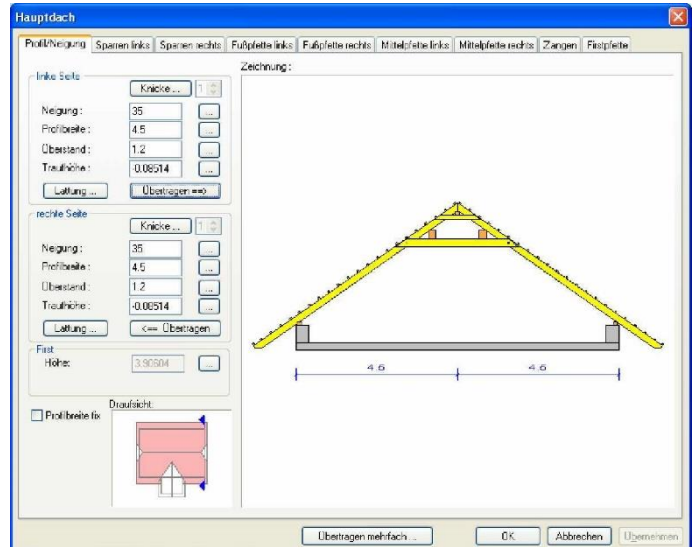 Hauptdach
Profil/Neigung Sparren links Sparren rechts Fußpfette links Fußpfette rechts Mittelpfette links Mittelpfette rechts Zangen Firstpfette
linke Seite
Knicke ... 1
Neigung : 35 ...
Profilbreite : 4.5 ...
Überstand : 1.2 ...
Traufhöhe : -0.08514 ...
Lattung ... Übertragen ==>
rechte Seite
Knicke ... 1
Neigung : 35 ...
Profilbreite : 4.5 ...
Überstand : 1.2 ...
Traufhöhe : -0.08514 ...
Lattung ... <== Übertragen
First
Höhe: 3.90604 ...
Profilbreite fix
Draufsicht:
Zeichnung :
4.6 4.6
Übertragen mehrfach ... OK Abbrechen Übernehmen